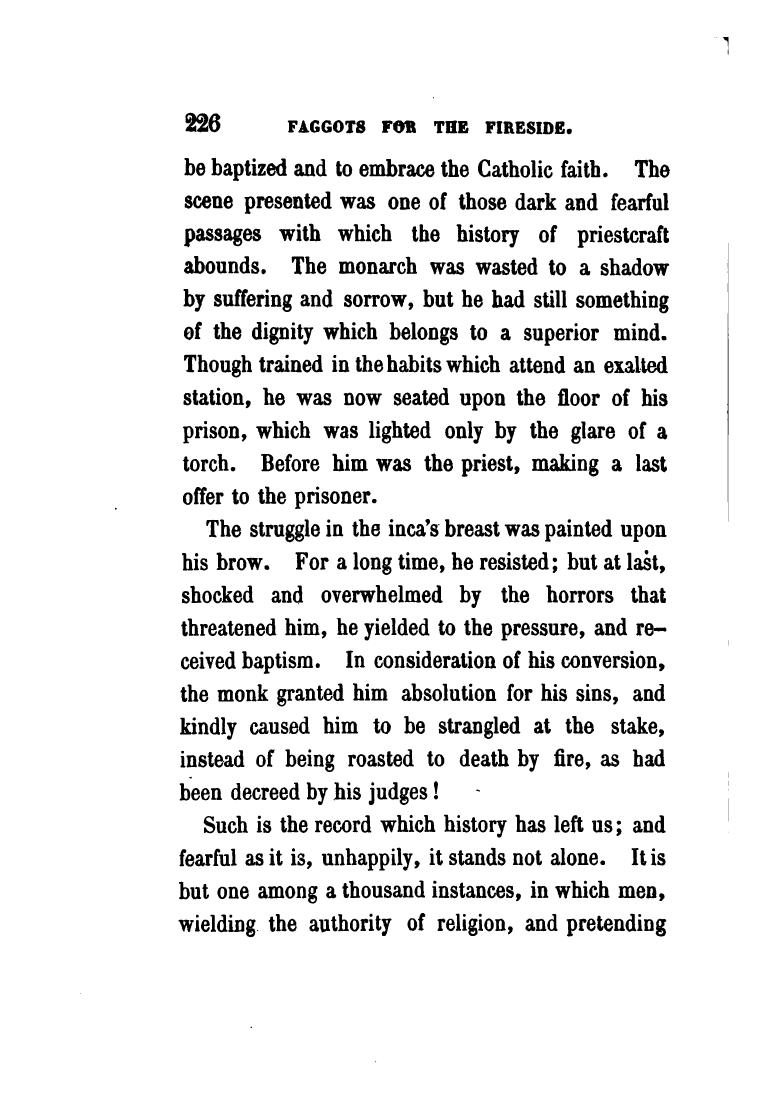 226 FAGGOTS FOR THE FIRESIDE.
be baptized and to embrace the Catholic faith. The
scene presented was one of those dark and fearful
passages with which the history of priestcraft
abounds. The monarch was wasted to a shadow
by suffering and sorrow, but he had still something
of the dignity which belongs to a superior mind.
Though trained in the habits which attend an exalted
station, he was now seated upon the floor of his
prison, which was lighted only by the glare of a
torch. Before him was the priest, making a last
offer to the prisoner.
The struggle in the inca's breast was painted upon
his brow. For a long time, he resisted; but at last,
shocked and overwhelmed by the horrors that
threatened him, he yielded to the pressure, and re-
ceived baptism. In consideration of his conversion,
the monk granted him absolution for his sins, and
kindly caused him to be strangled at the stake,
instead of being roasted to death by fire, as had
been decreed by his judges!
Such is the record which history has left us; and
fearful as it is, unhappily, it stands not alone. It is
but one among a thousand instances, in which men,
wielding the authority of religion, and pretending